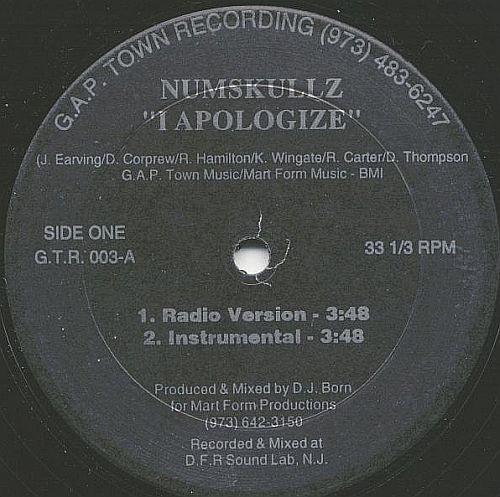 G.A.P. TOWN RECORDING (973) 483-6247
NUMSKULLZ
"I APOLOGIZE"
(J. Earving/D. Corprew/R. Hamilton/K. Wingate/R. Carter/D. Thompson
G.A.P. Town Music/Mart Form Music - BMI
SIDE ONE
G.T.R. 003-A
33 1/3 RPM
1. Radio Version - 3:48
2. Instrumental - 3:48
Produced & Mixed by D.J. Born
for Mart Form Productions
(973) 642-3150
Recorded & Mixed at
D.F.R Sound Lab, N.J.